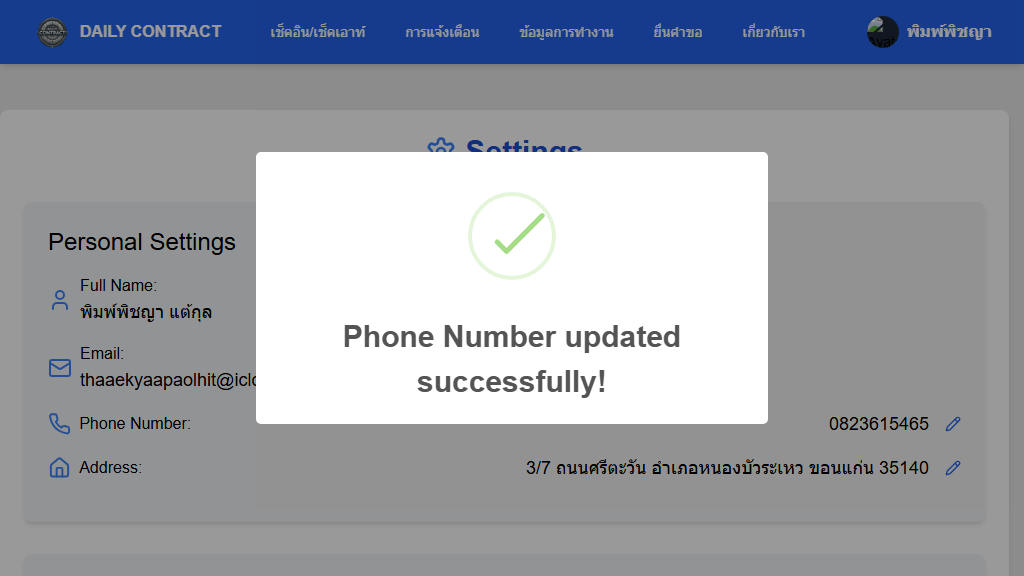 DAILY CONTRACT
เช็คอิน/เช็คเอาท์
การแจ้งเตือน
ข้อมูลการทำงาน
ยื่นคำขอ
เกี่ยวกับเรา
พิมพ์พิชญา
Settings
Personal Settings
Full Name:
พิมพ์พิชญา แต้กุล
Email:
thaaekyaapaolhit@iclo
Phone Number:
0823615465
Address:
3/7 ถนนศรีตะวัน อำเภอหนองบัวระเหว ขอนแก่น 35140
Phone Number updated
successfully!